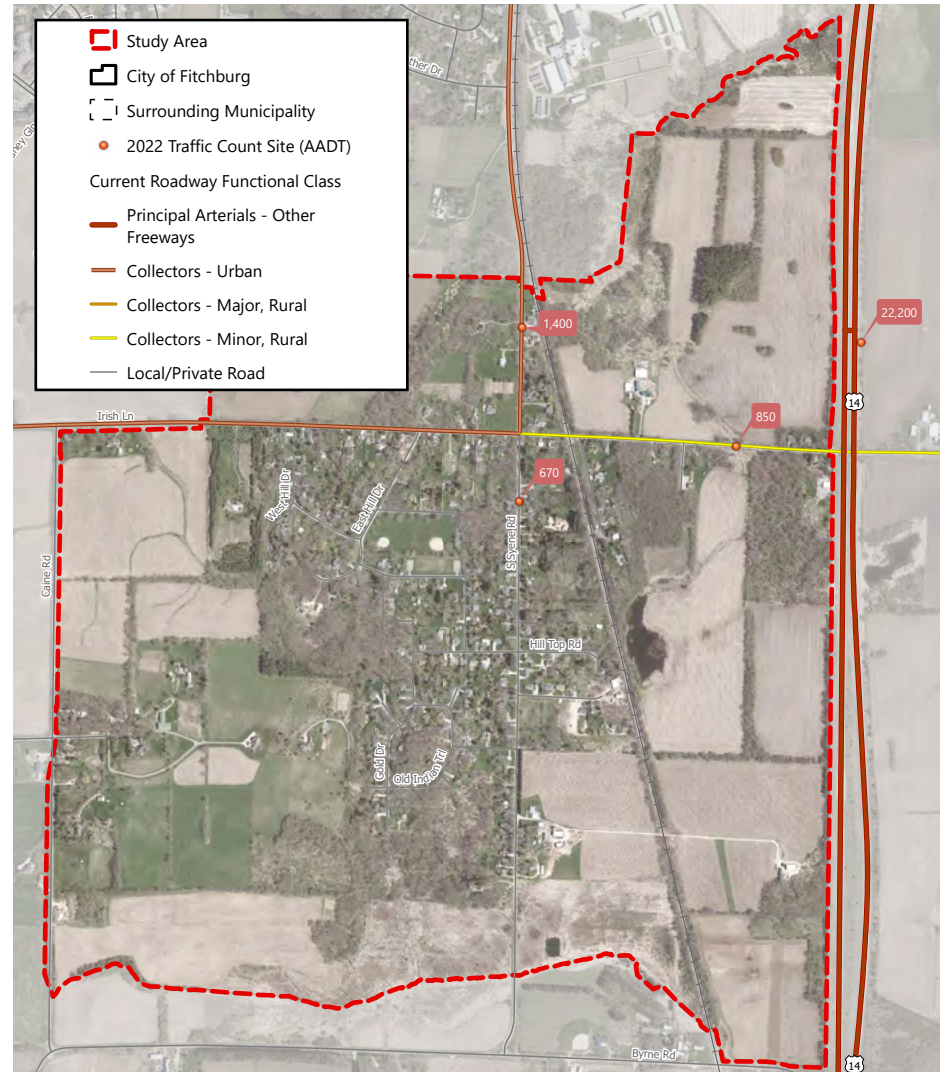 Study Area
City of Fitchburg
Surrounding Municipality
2022 Traffic Count Site (AADT)
Current Roadway Functional Class
Principal Arterials - Other
Freeways
Collectors - Urban
Collectors - Major, Rural
Collectors - Minor, Rural
Local/Private Road
1,400
22,200
14
Irish Ln
850
West Hill Dr
East Hill Dr
670
S Syene Rd
Caine Rd
Hill Top Rd
Gold Dr
Old Indian Trl
Byrne Rd
14